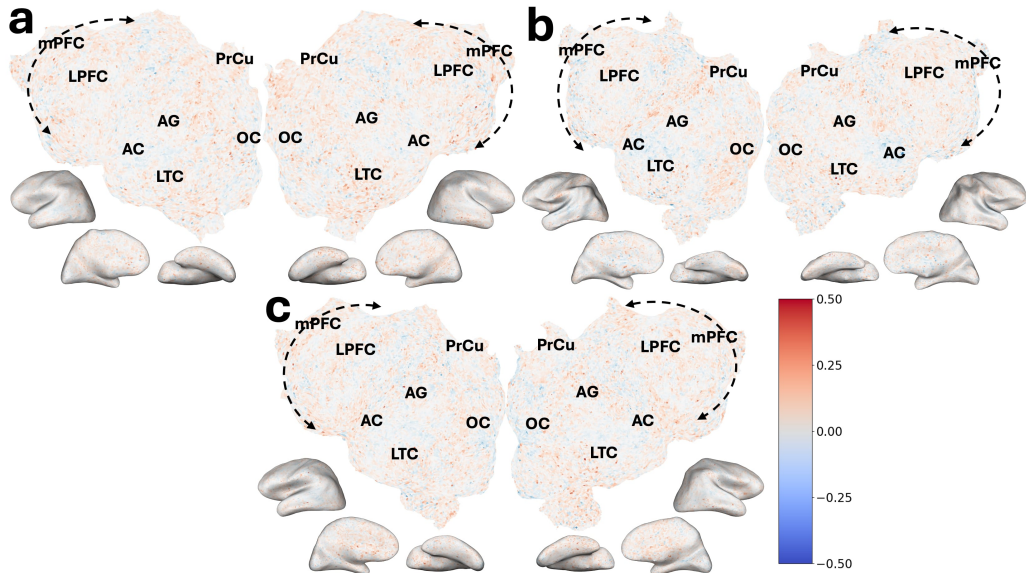 a
mPFC
LPFC
PrCu
AG
AC
OC
LTC
PrCu
mPFC
LPFC
AG
OC
AC
LTC
b
mPFC
LPFC
PrCu
AG
AC
OC
LTC
PrCu
mPFC
LPFC
AG
OC
AC
LTC
c
mPFC
LPFC
PrCu
AG
AC
OC
LTC
PrCu
mPFC
LPFC
AG
OC
AC
LTC
0.50
0.25
0.00
−0.25
−0.50